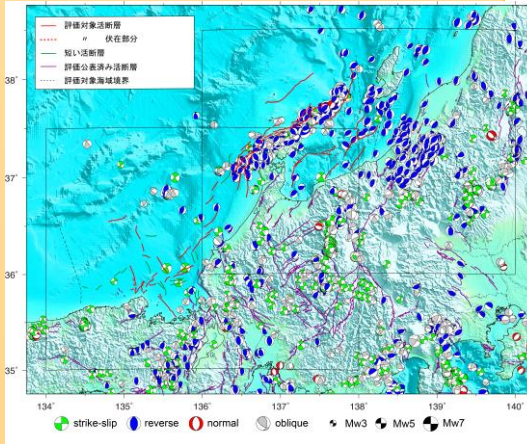 評価対象活断層
〃 伏在部分
短い活断層
評価公表済み活断層
評価対象海域境界
38˚
37˚
36˚
35˚
134˚ 135˚ 136˚ 137˚ 138˚ 139˚ 140˚
strike-slip reverse normal oblique Mw3 Mw5 Mw7